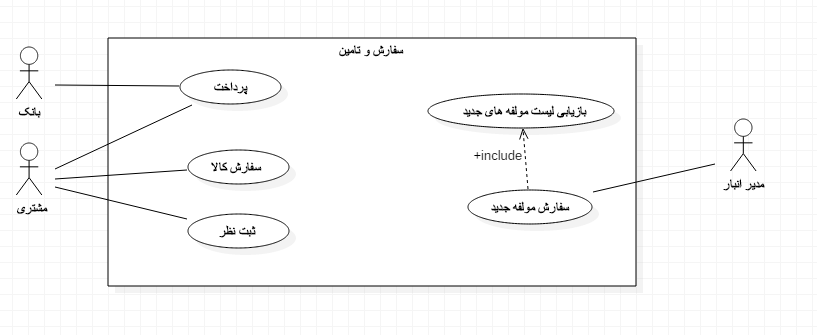 سفارش و تامین
بانک
پرداخت
بازیابی لیست مولفه های جدید
+include
مشتری
سفارش کالا
مدیر انبار
سفارش مولفه جدید
ثبت نظر